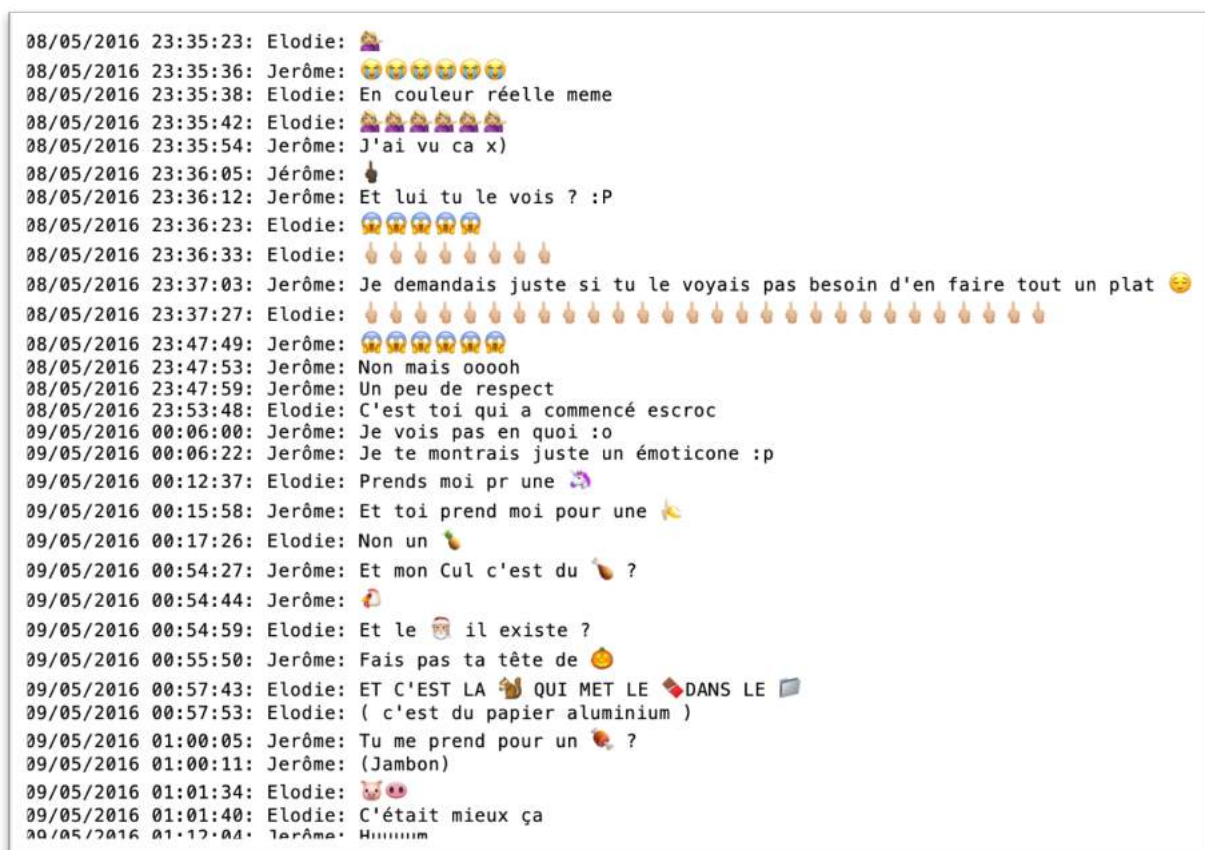 08/05/2016 23:35:23: Elodie: 💁🏼
08/05/2016 23:35:36: Jerôme: 😭😭😭😭😭😭
08/05/2016 23:35:38: Elodie: En couleur réelle meme
08/05/2016 23:35:42: Elodie: 💁🏼💁🏼💁🏼💁🏼💁🏼💁🏼
08/05/2016 23:35:54: Jerôme: J'ai vu ca x)
08/05/2016 23:36:05: Jérôme: 🖕🏿
08/05/2016 23:36:12: Jerôme: Et lui tu le vois ? :P
08/05/2016 23:36:23: Elodie: 😱😱😱😱😱
08/05/2016 23:36:33: Elodie: 🖕🏼🖕🏼🖕🏼🖕🏼🖕🏼🖕🏼🖕🏼🖕🏼
08/05/2016 23:37:03: Jerôme: Je demandais juste si tu le voyais pas besoin d'en faire tout un plat 😌
08/05/2016 23:37:27: Elodie: 🖕🏼🖕🏼🖕🏼🖕🏼🖕🏼🖕🏼🖕🏼🖕🏼🖕🏼🖕🏼🖕🏼🖕🏼🖕🏼🖕🏼🖕🏼🖕🏼🖕🏼🖕🏼🖕🏼🖕🏼🖕🏼🖕🏼🖕🏼🖕🏼🖕🏼🖕🏼🖕🏼🖕🏼
08/05/2016 23:47:49: Jerôme: 😱😱😱😱😱😱
08/05/2016 23:47:53: Jerôme: Non mais ooooh
08/05/2016 23:47:59: Jerôme: Un peu de respect
08/05/2016 23:53:48: Elodie: C'est toi qui a commencé escroc
09/05/2016 00:06:00: Jerôme: Je vois pas en quoi :o
09/05/2016 00:06:22: Jerôme: Je te montrais juste un émoticone :p
09/05/2016 00:12:37: Elodie: Prends moi pr une 🦄
09/05/2016 00:15:58: Jerôme: Et toi prend moi pour une 🍌
09/05/2016 00:17:26: Elodie: Non un 🍍
09/05/2016 00:54:27: Jerôme: Et mon Cul c'est du 🍗 ?
09/05/2016 00:54:44: Jerôme: 🐔
09/05/2016 00:54:59: Elodie: Et le 🎅🏼 il existe ?
09/05/2016 00:55:50: Jerôme: Fais pas ta tête de 🎃
09/05/2016 00:57:43: Elodie: ET C'EST LA 🐿 QUI MET LE 🍫DANS LE 📁
09/05/2016 00:57:53: Elodie: ( c'est du papier aluminium )
09/05/2016 01:00:05: Jerôme: Tu me prend pour un 🍖 ?
09/05/2016 01:00:11: Jerôme: (Jambon)
09/05/2016 01:01:34: Elodie: 🐷🐽
09/05/2016 01:01:40: Elodie: C'était mieux ça
09/05/2016 01:12:04: Jerôme: Huuuum